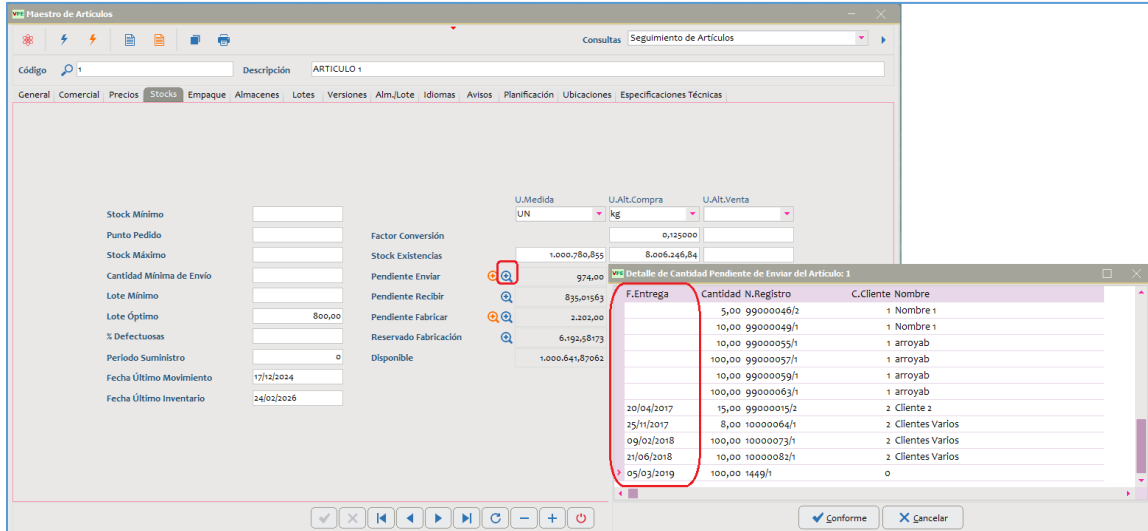 VPE Maestro de Artículos
Consultas Seguimiento de Artículos
Código 1 Descripción ARTICULO 1
General Comercial Precios Stocks Empaque Almacenes Lotes Versiones Alm./Lote Idiomas Avisos Planificación Ubicaciones Especificaciones Técnicas
U.Medida U.Alt.Compra U.Alt.Venta
Stock Mínimo UN kg
Punto Pedido Factor Conversión 0,125000
Stock Máximo Stock Existencias 1.000.780,855 8.006.246,84
Cantidad Mínima de Envío Pendiente Enviar 974,00
Lote Mínimo Pendiente Recibir 835,01563
Lote Óptimo 800,00 Pendiente Fabricar 2.202,00
% Defectuosas Reservado Fabricación 6.192,58173
Periodo Suministro 0 Disponible 1.000.641,87062
Fecha Último Movimiento 17/12/2024
Fecha Último Inventario 24/02/2026
VPE Detalle de Cantidad Pendiente de Enviar del Artículo: 1
F.Entrega Cantidad N.Registro C.Cliente Nombre
5,00 99000046/2 1 Nombre 1
10,00 99000049/1 1 Nombre 1
10,00 99000055/1 1 arroyab
100,00 99000057/1 1 arroyab
10,00 99000059/1 1 arroyab
100,00 99000063/1 1 arroyab
20/04/2017 15,00 99000015/2 2 Cliente 2
25/11/2017 8,00 10000064/1 2 Clientes Varios
09/02/2018 100,00 10000073/1 2 Clientes Varios
21/06/2018 10,00 10000082/1 2 Clientes Varios
05/03/2019 100,00 1449/1 0
Conforme Cancelar